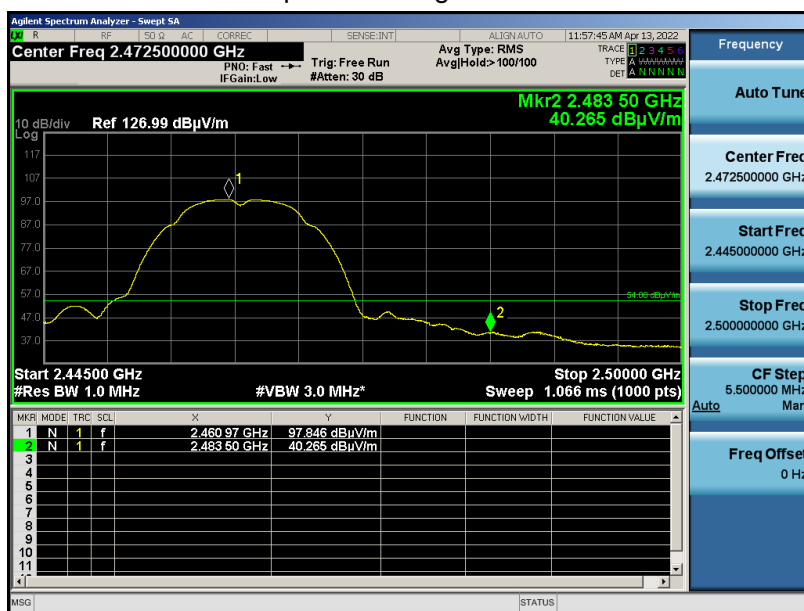 Agilent Spectrum Analyzer - Swept SA
LXI R RF 50 Ω AC CORREC SENSE:INT ALIGN AUTO 11:57:45 AM Apr 13, 2022
Center Freq 2.472500000 GHz
PNO: Fast
IFGain:Low
Trig: Free Run
#Atten: 30 dB
Avg Type: RMS
Avg|Hold:>100/100
TRACE 1 2 3 4 5 6
TYPE A
DET A N N N N N
Mkr2 2.483 50 GHz
40.265 dBµV/m
10 dB/div Ref 126.99 dBµV/m
Log
117
107
97.0
87.0
77.0
67.0
57.0
47.0
37.0
1
2
54.00 dBµV/m
Start 2.44500 GHz Stop 2.50000 GHz
#Res BW 1.0 MHz #VBW 3.0 MHz* Sweep 1.066 ms (1000 pts)
MKR MODE TRC SCL X Y FUNCTION FUNCTION WIDTH FUNCTION VALUE
1 N 1 f 2.460 97 GHz 97.846 dBµV/m
2 N 1 f 2.483 50 GHz 40.265 dBµV/m
3
4
5
6
7
8
9
10
11
MSG STATUS
Frequency
Auto Tune
Center Freq
2.472500000 GHz
Start Freq
2.445000000 GHz
Stop Freq
2.500000000 GHz
CF Step
5.500000 MHz
Auto Man
Freq Offset
0 Hz